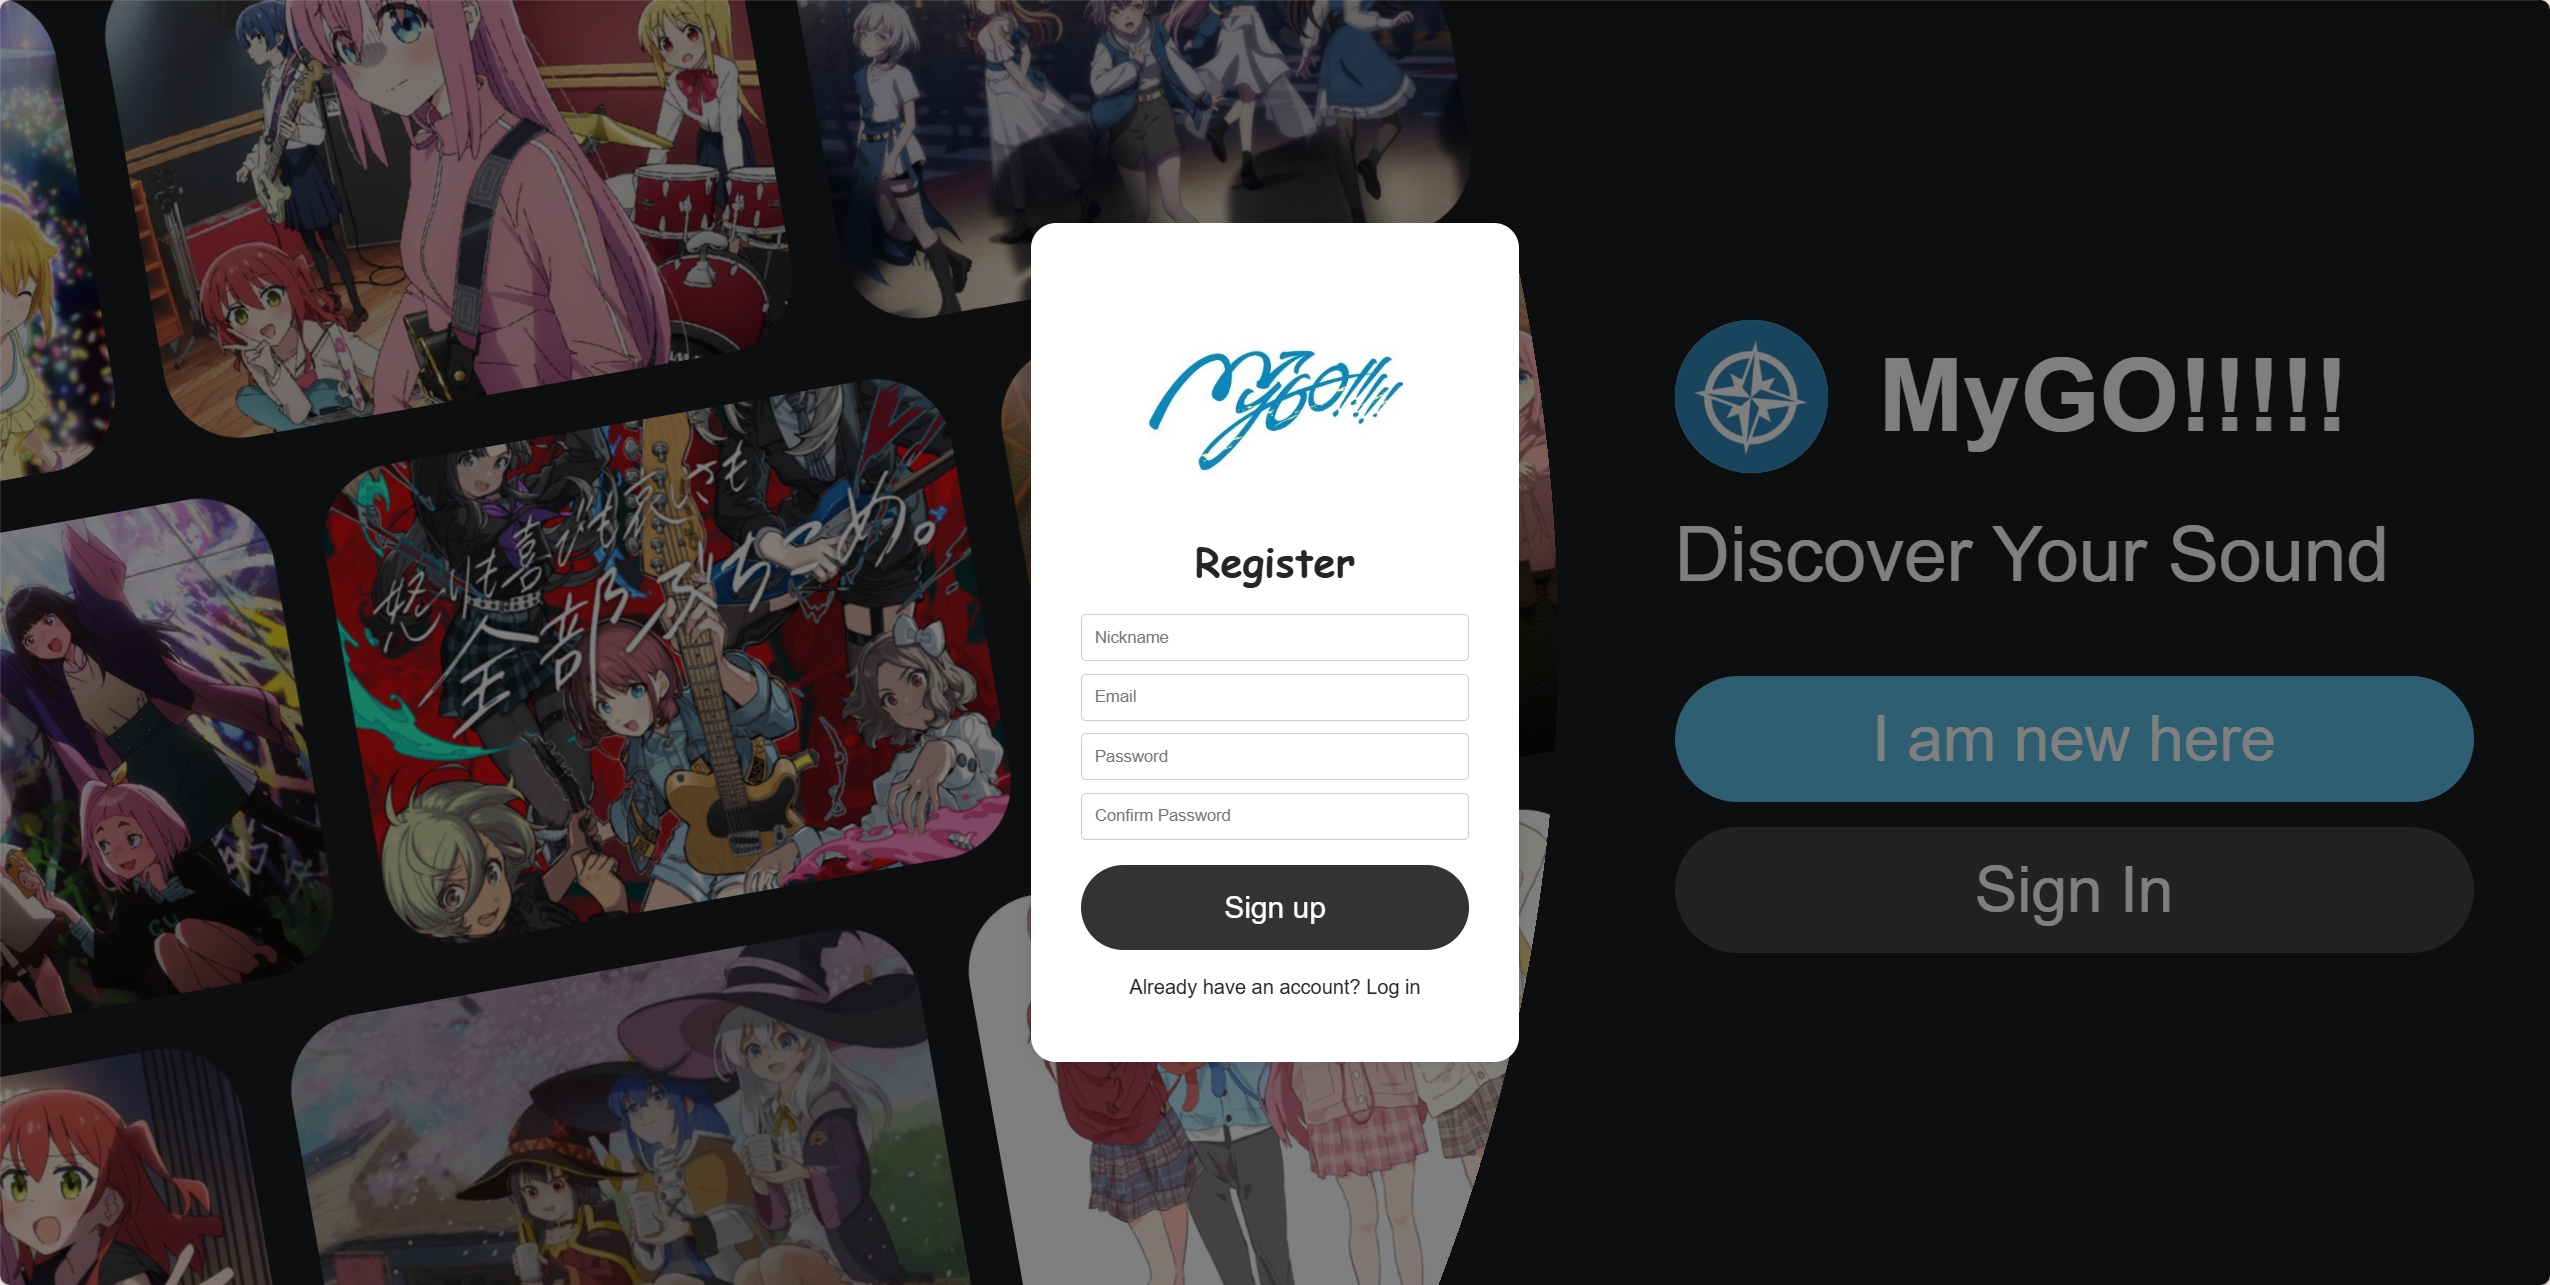 MyGO!!!!!
Register
Nickname
Email
Password
Confirm Password
Sign up
Already have an account? Log in
怒りも喜びも哀しさも
全部ぶちこめ。
MyGO!!!!!
Discover Your Sound
I am new here
Sign In